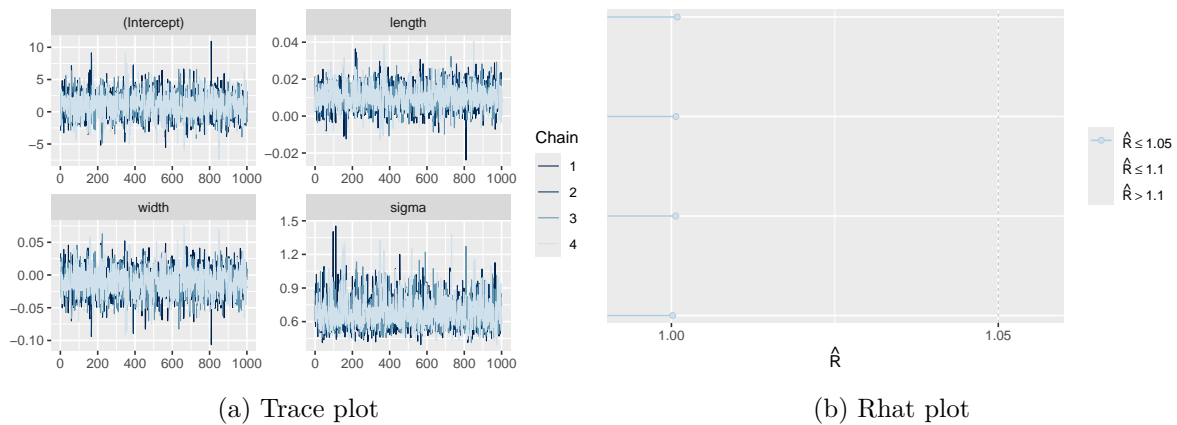 (Intercept)
length
10
5
0
−5
0.04
0.02
0.00
−0.02
0 200 400 600 800 1000
0 200 400 600 800 1000
width
sigma
0.05
0.00
−0.05
−0.10
1.5
1.2
0.9
0.6
0 200 400 600 800 1000
0 200 400 600 800 1000
Chain
1
2
3
4
(a) Trace plot
1.00 1.05
R̂
R̂ ≤ 1.05
R̂ ≤ 1.1
R̂ > 1.1
(b) Rhat plot